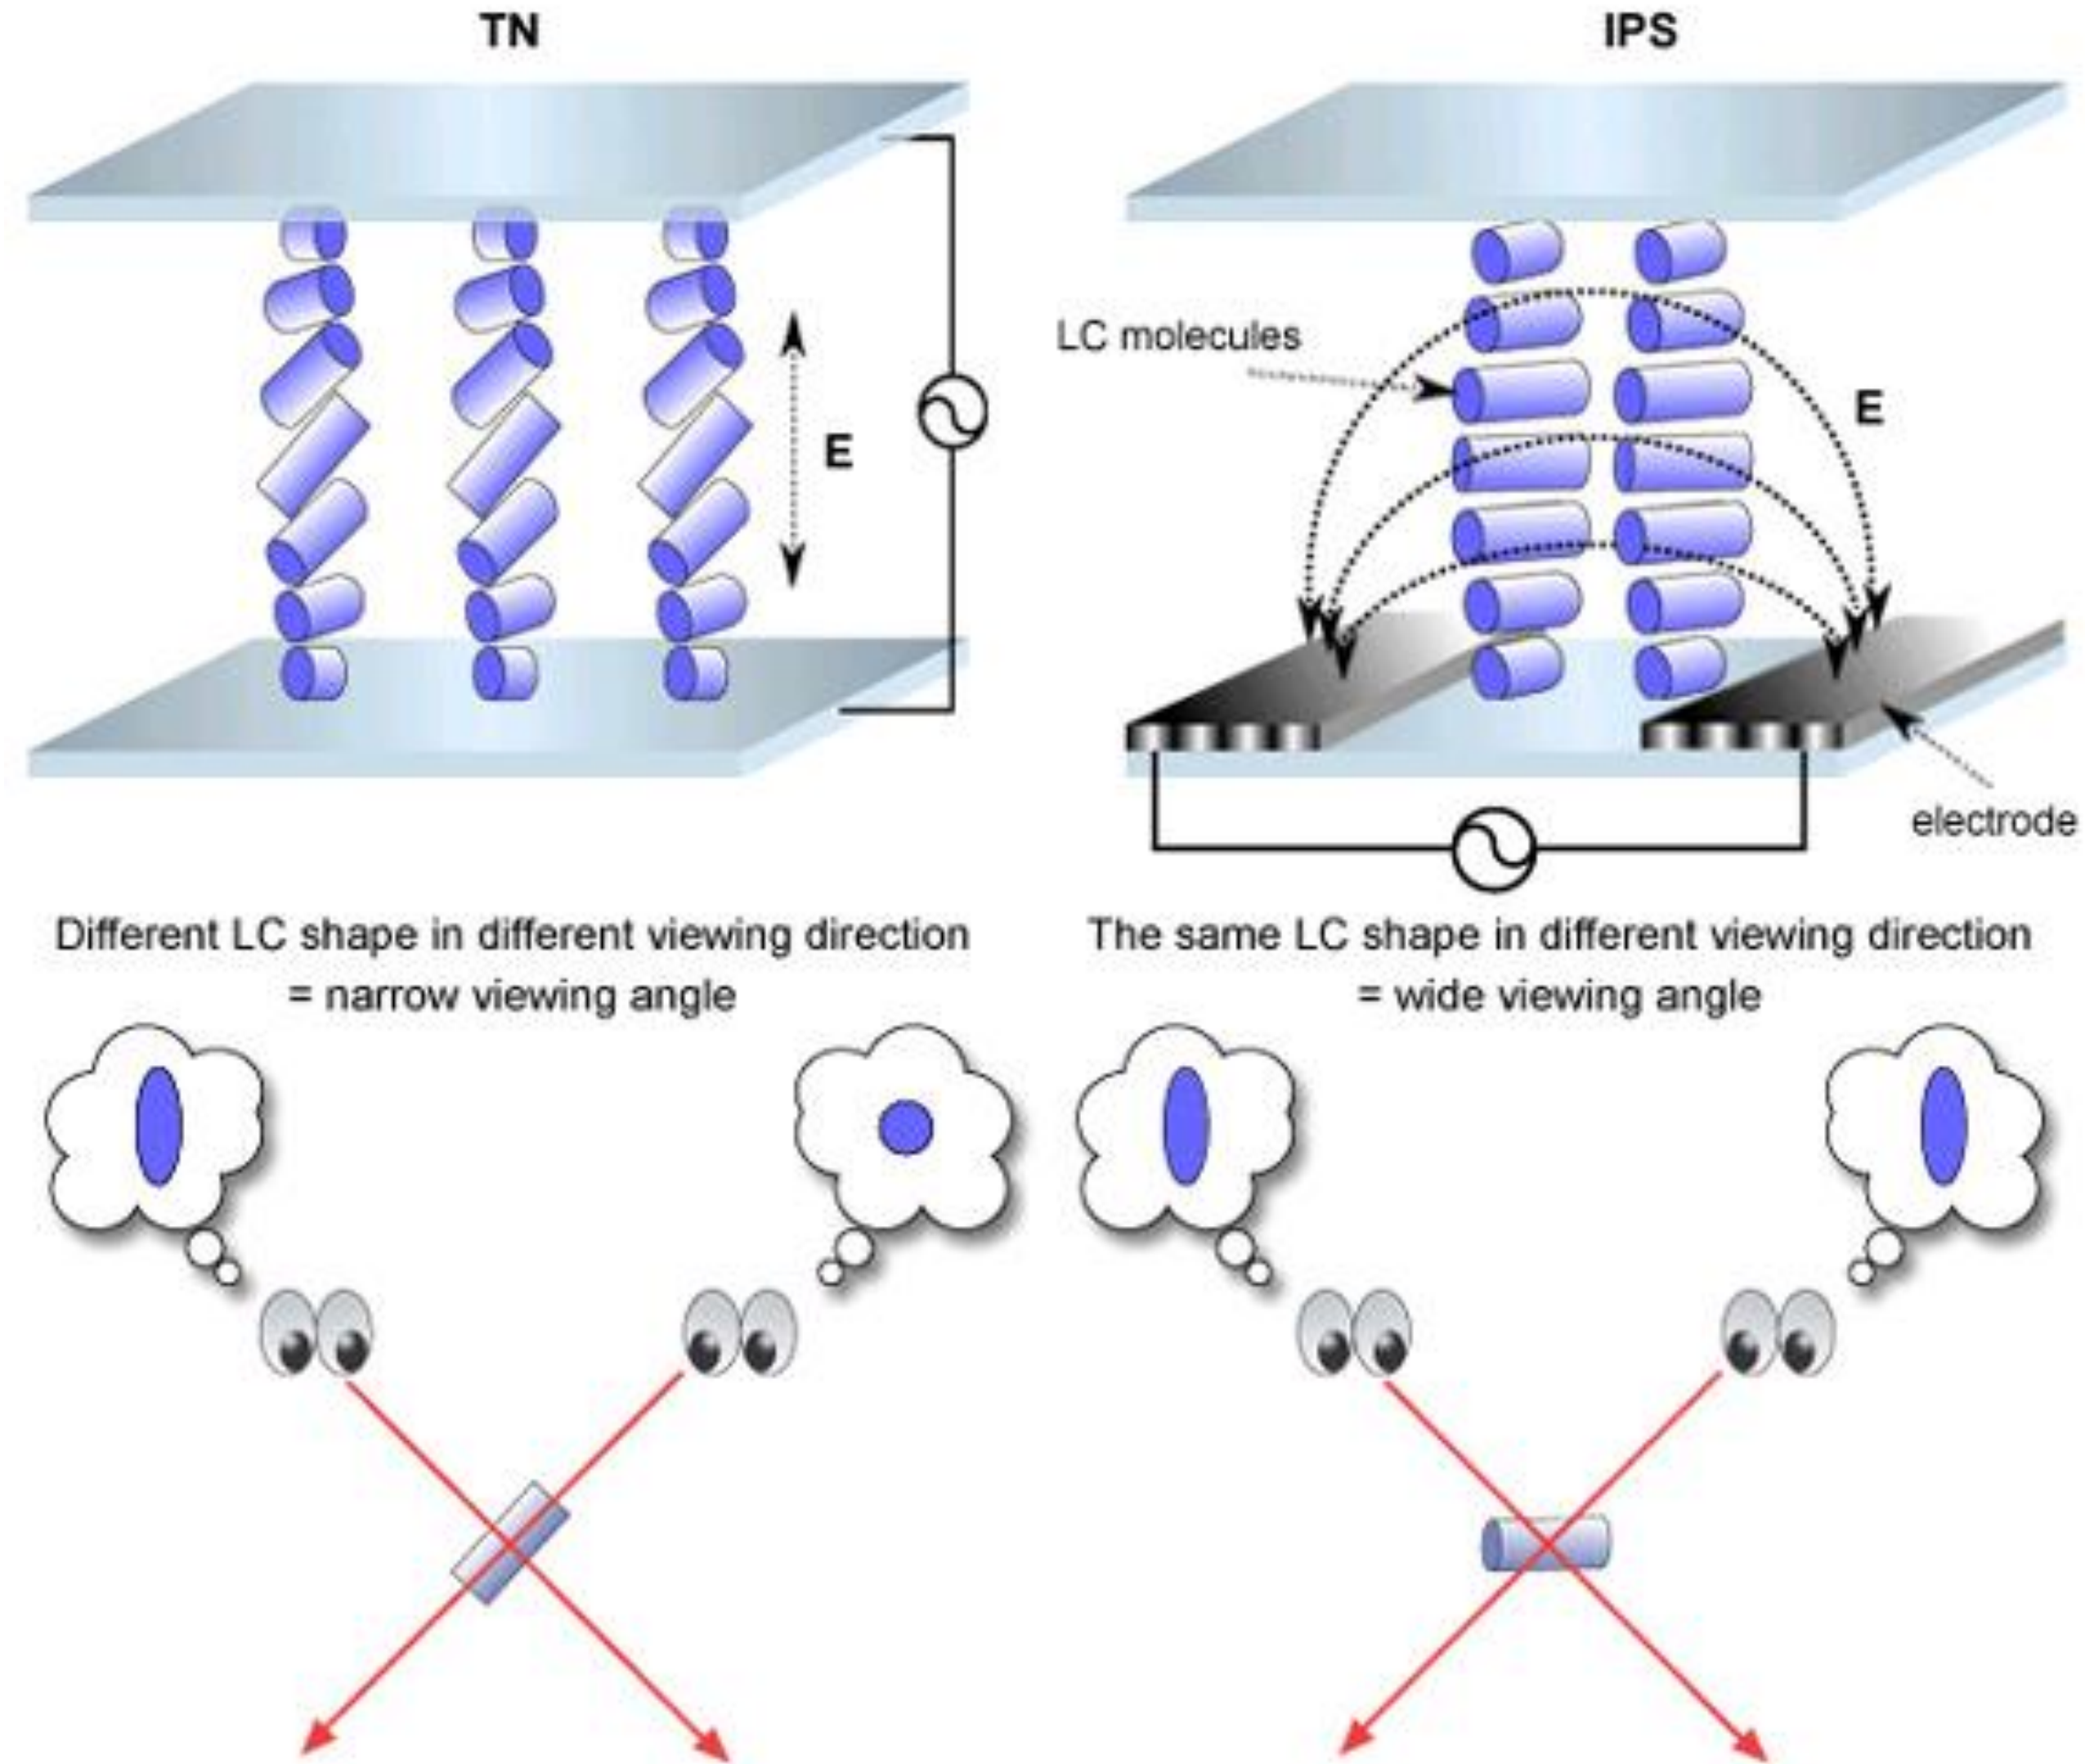 TN
IPS
LC molecules
E
E
electrode
Different LC shape in different viewing direction
= narrow viewing angle
The same LC shape in different viewing direction
= wide viewing angle